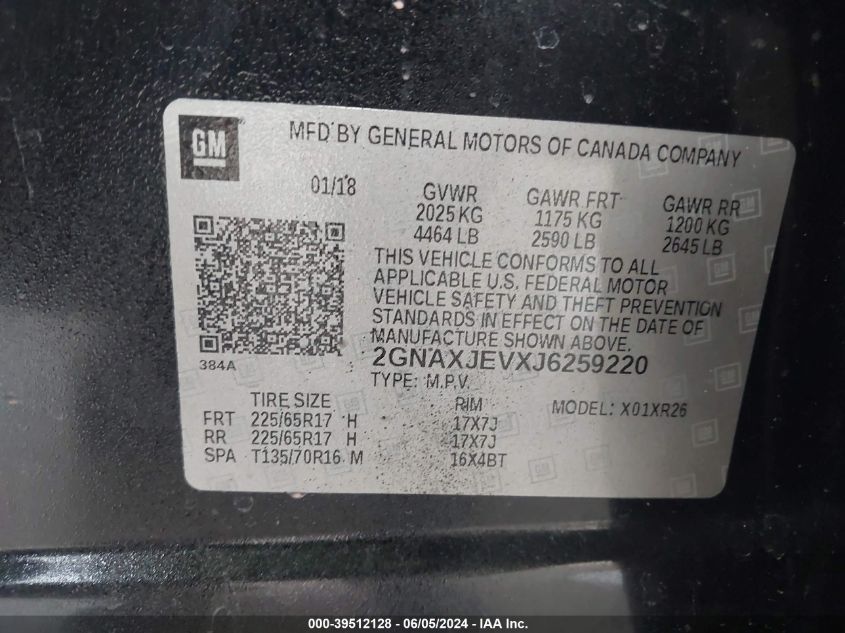 GM
MFD BY GENERAL MOTORS OF CANADA COMPANY
01/18 GVWR GAWR FRT GAWR RR
2025 KG 1175 KG 1200 KG
4464 LB 2590 LB 2645 LB
THIS VEHICLE CONFORMS TO ALL
APPLICABLE U.S. FEDERAL MOTOR
VEHICLE SAFETY AND THEFT PREVENTION
STANDARDS IN EFFECT ON THE DATE OF
MANUFACTURE SHOWN ABOVE.
384A 2GNAXJEVXJ6259220
TYPE: M.P.V.
TIRE SIZE RIM MODEL: X01XR26
FRT 225/65R17 H 17X7J
RR 225/65R17 H 17X7J
SPA T135/70R16 M 16X4BT
000-39512128 - 06/05/2024 - IAA Inc.